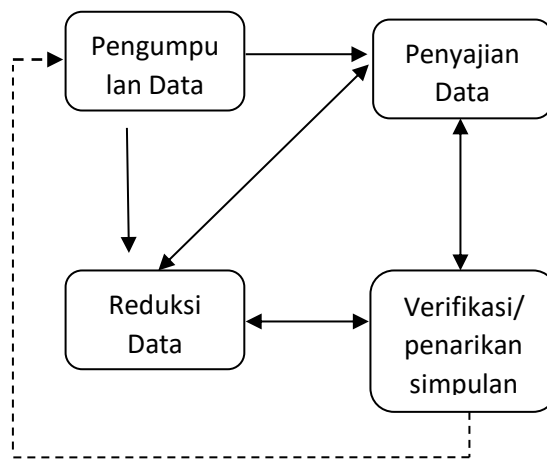 Pengumpu
lan Data
Penyajian
Data
Reduksi
Data
Verifikasi/
penarikan
simpulan